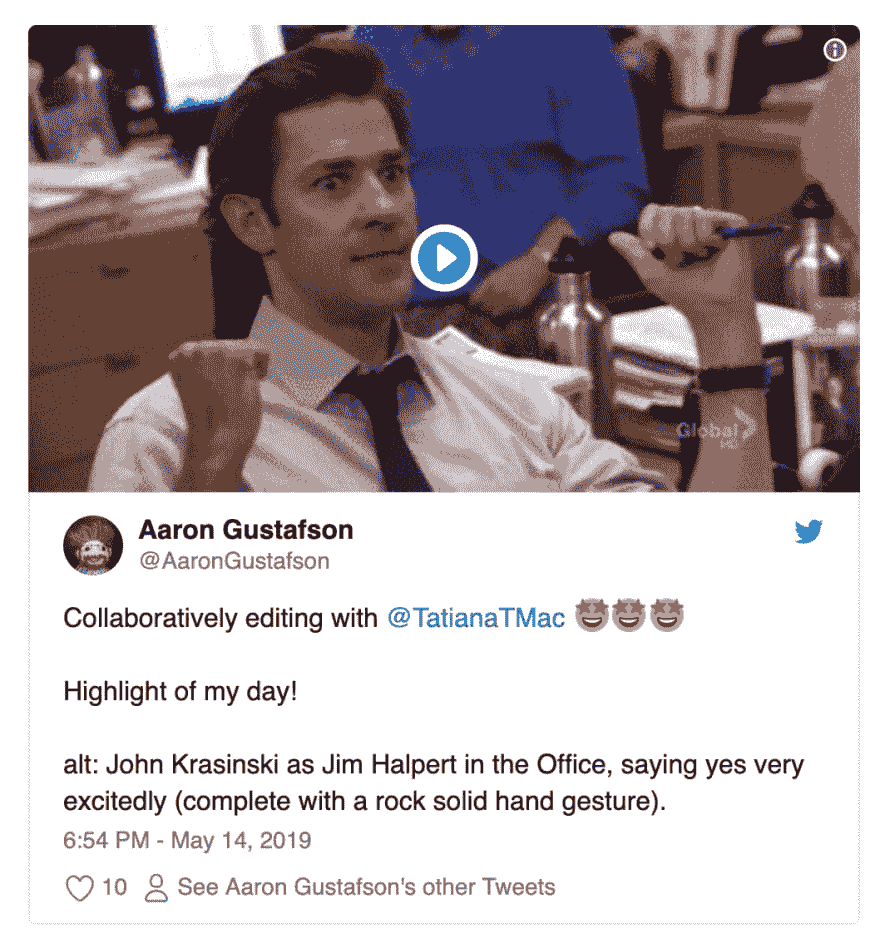 Global
HD
Aaron Gustafson
@AaronGustafson
Collaboratively editing with @TatianaTMac 🤩🤩🤩
Highlight of my day!
alt: John Krasinski as Jim Halpert in the Office, saying yes very
excitedly (complete with a rock solid hand gesture).
6:54 PM - May 14, 2019
10 See Aaron Gustafson's other Tweets